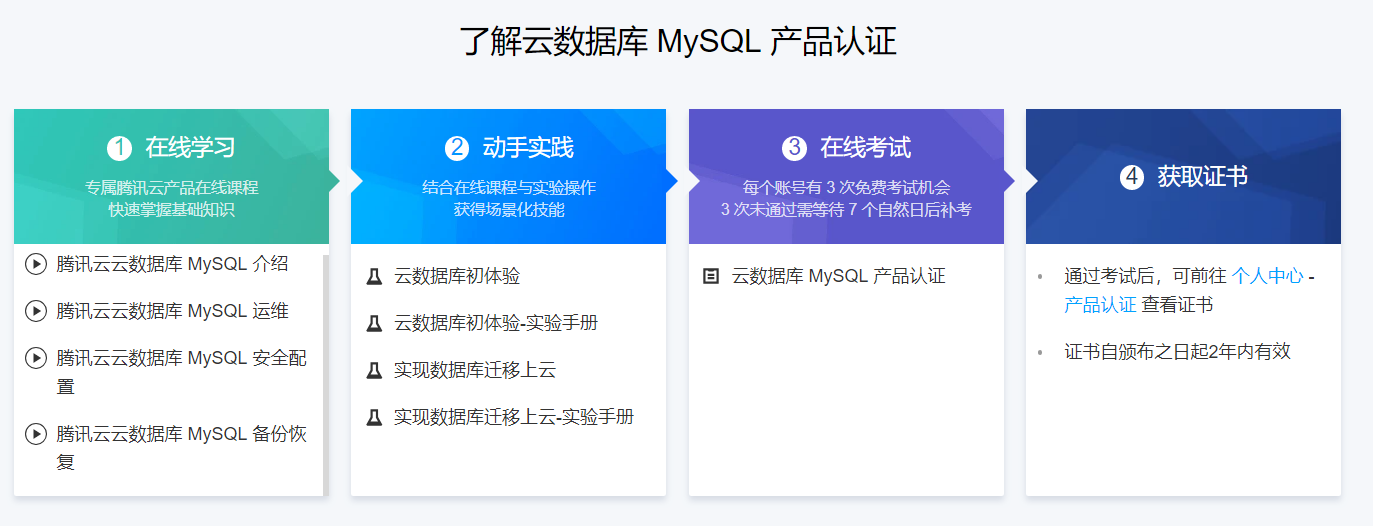 了解云数据库 MySQL 产品认证
1 在线学习
专属腾讯云产品在线课程
快速掌握基础知识
腾讯云云数据库 MySQL 介绍
腾讯云云数据库 MySQL 运维
腾讯云云数据库 MySQL 安全配
置
腾讯云云数据库 MySQL 备份恢
复
2 动手实践
结合在线课程与实验操作
获得场景化技能
云数据库初体验
云数据库初体验-实验手册
实现数据库迁移上云
实现数据库迁移上云-实验手册
3 在线考试
每个账号有 3 次免费考试机会
3 次未通过需等待 7 个自然日后补考
云数据库 MySQL 产品认证
4 获取证书
通过考试后，可前往 个人中心 -
产品认证 查看证书
证书自颁布之日起2年内有效